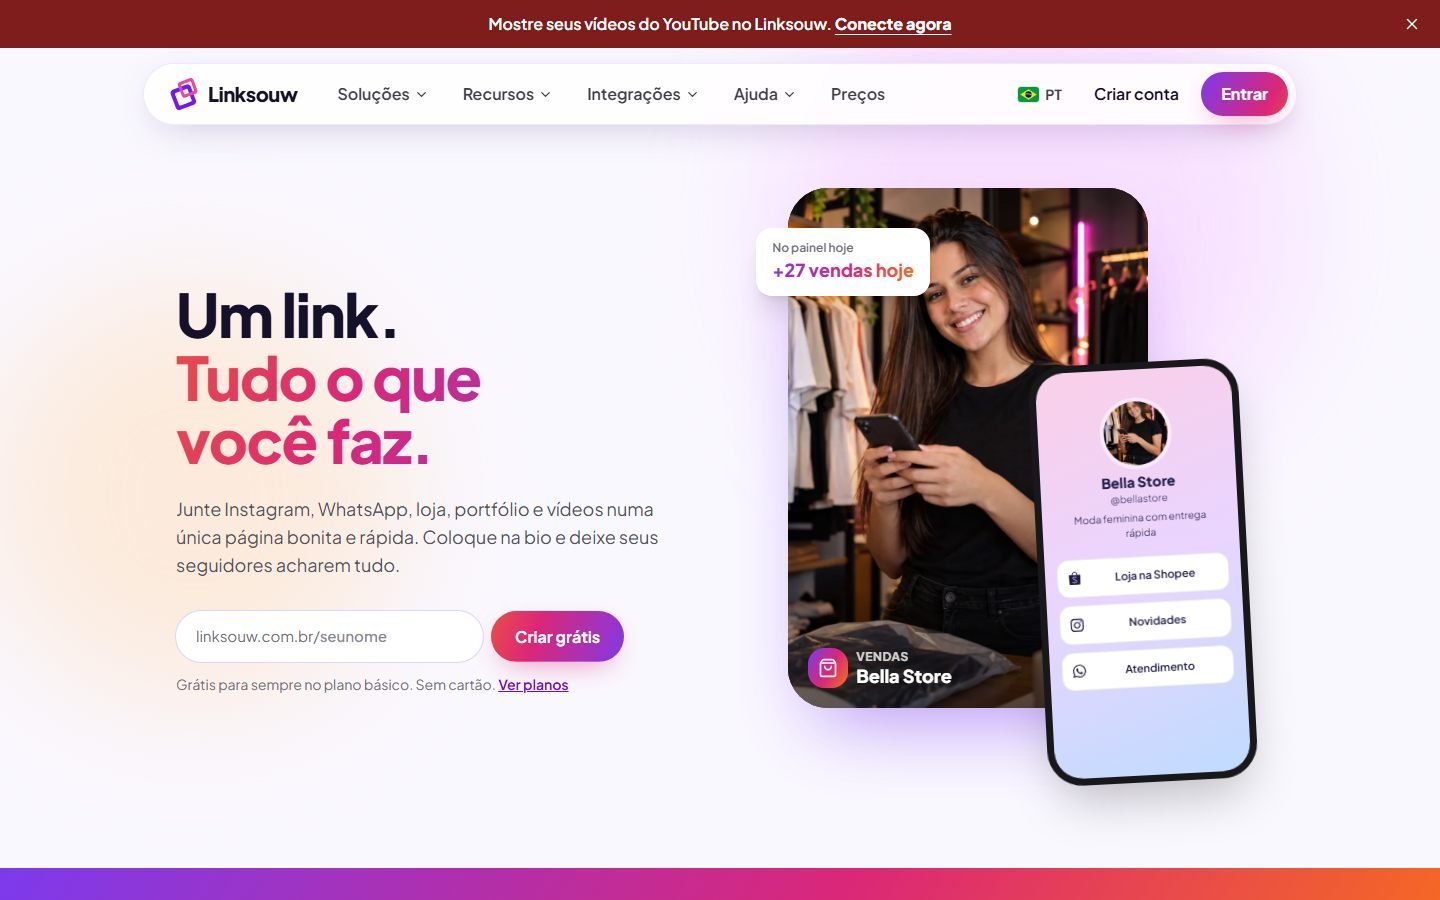 Mostre seus vídeos do YouTube no Linksouw. Conecte agora
Linksouw
Soluções
Recursos
Integrações
Ajuda
Preços
PT
Criar conta
Entrar
Um link.
Tudo o que
você faz.
Junte Instagram, WhatsApp, loja, portfólio e vídeos numa
única página bonita e rápida. Coloque na bio e deixe seus
seguidores acharem tudo.
linksouw.com.br/seunome
Criar grátis
Grátis para sempre no plano básico. Sem cartão. Ver planos
No painel hoje
+27 vendas hoje
VENDAS
Bella Store
Bella Store
@bellastore
Moda feminina com entrega
rápida
Loja na Shopee
Novidades
Atendimento